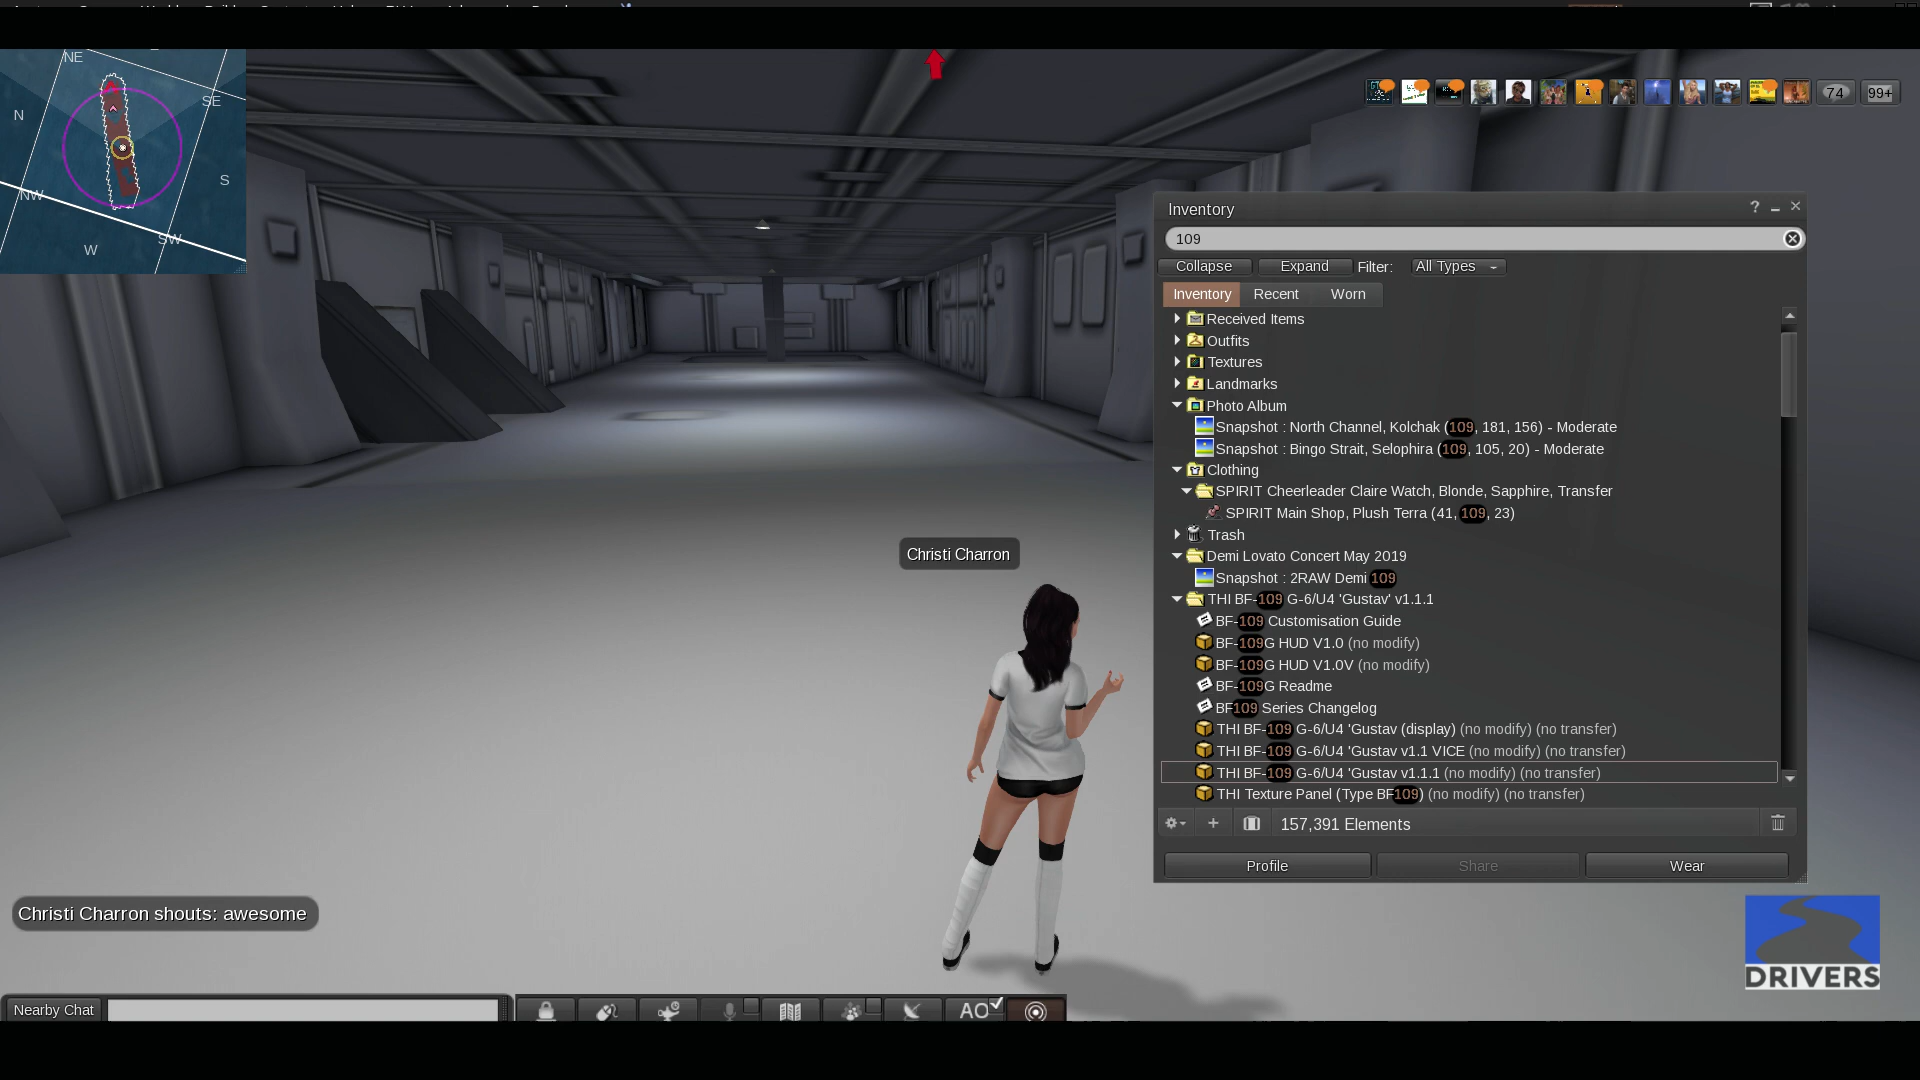 NE
N
SE
S
NW
SW
W
74
99+
Inventory
? _ ×
109
Collapse
Expand
Filter:
All Types
Inventory
Recent
Worn
Received Items
Outfits
Textures
Landmarks
Photo Album
Snapshot : North Channel, Kolchak (109, 181, 156) - Moderate
Snapshot : Bingo Strait, Selophira (109, 105, 20) - Moderate
Clothing
SPIRIT Cheerleader Claire Watch, Blonde, Sapphire, Transfer
SPIRIT Main Shop, Plush Terra (41, 109, 23)
Trash
Demi Lovato Concert May 2019
Snapshot : 2RAW Demi 109
THI BF-109 G-6/U4 'Gustav' v1.1.1
BF-109 Customisation Guide
BF-109G HUD V1.0 (no modify)
BF-109G HUD V1.0V (no modify)
BF-109G Readme
BF109 Series Changelog
THI BF-109 G-6/U4 'Gustav (display) (no modify) (no transfer)
THI BF-109 G-6/U4 'Gustav v1.1 VICE (no modify) (no transfer)
THI BF-109 G-6/U4 'Gustav v1.1.1 (no modify) (no transfer)
THI Texture Panel (Type BF109) (no modify) (no transfer)
157,391 Elements
Profile
Share
Wear
Christi Charron
Christi Charron shouts: awesome
DRIVERS
Nearby Chat
AO